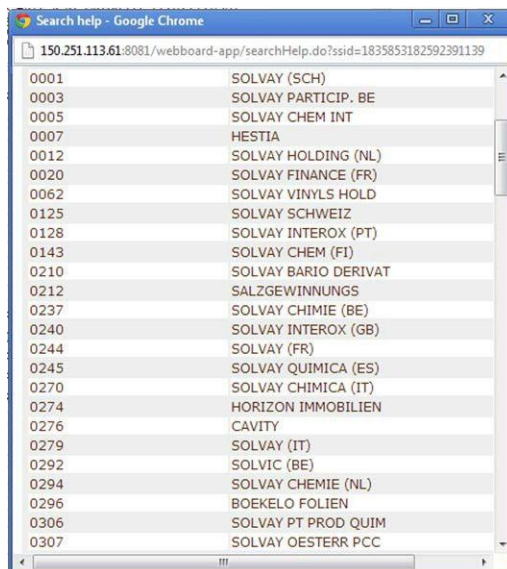 Search help - Google Chrome
150.251.113.61:8081/webboard-app/searchHelp.do?ssid=1835853182592391139
0001 SOLVAY (SCH)
0003 SOLVAY PARTICIP. BE
0005 SOLVAY CHEM INT
0007 HESTIA
0012 SOLVAY HOLDING (NL)
0020 SOLVAY FINANCE (FR)
0062 SOLVAY VINYLS HOLD
0125 SOLVAY SCHWEIZ
0128 SOLVAY INTEROX (PT)
0143 SOLVAY CHEM (FI)
0210 SOLVAY BARIO DERIVAT
0212 SALZGEWINNUNGS
0237 SOLVAY CHIMIE (BE)
0240 SOLVAY INTEROX (GB)
0244 SOLVAY (FR)
0245 SOLVAY QUIMICA (ES)
0270 SOLVAY CHIMICA (IT)
0274 HORIZON IMMOBILIEN
0276 CAVITY
0279 SOLVAY (IT)
0292 SOLVIC (BE)
0294 SOLVAY CHEMIE (NL)
0296 BOEKELO FOLIEN
0306 SOLVAY PT PROD QUIM
0307 SOLVAY OESTERR PCC